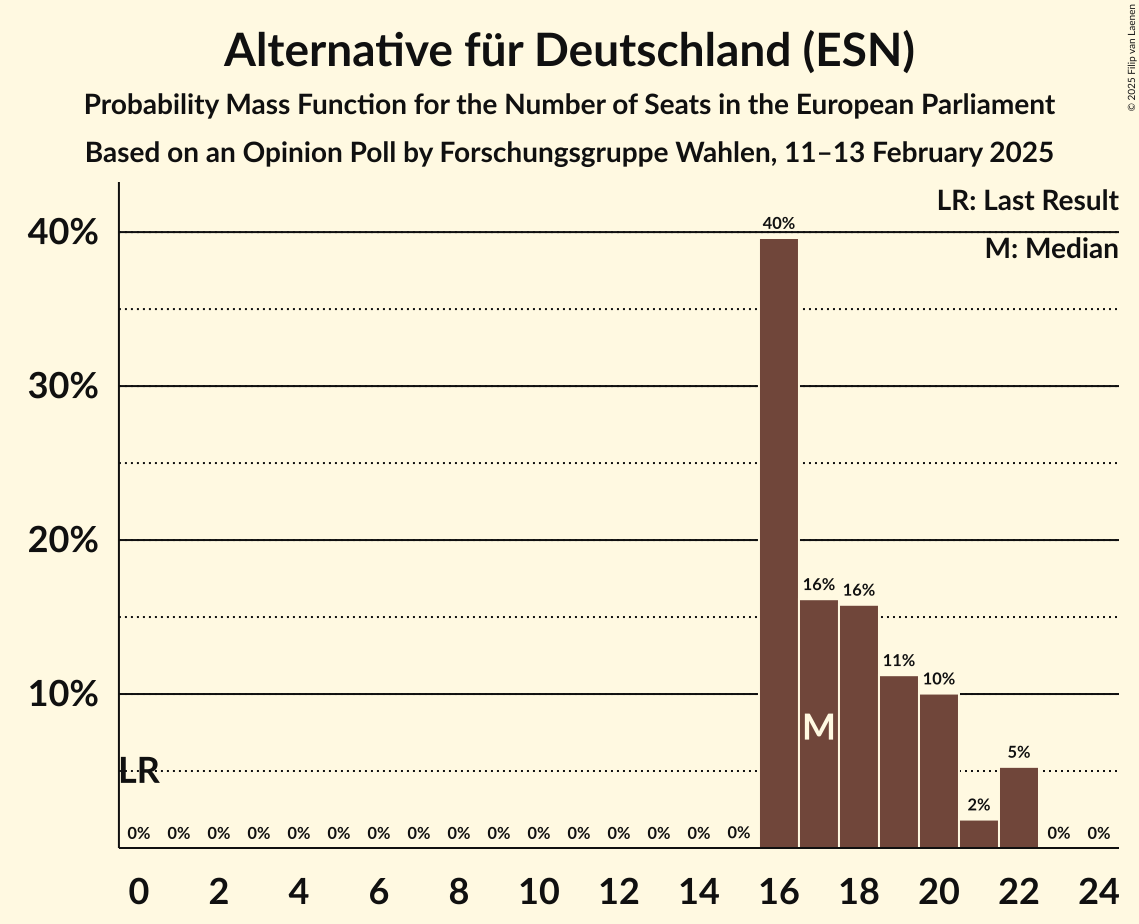 Alternative für Deutschland (ESN)
Probability Mass Function for the Number of Seats in the European Parliament
Based on an Opinion Poll by Forschungsgruppe Wahlen, 11–13 February 2025
© 2025 Filip van Laenen
LR: Last Result
M: Median
40%
30%
20%
10%
LR
M
0% 0% 0% 0% 0% 0% 0% 0% 0% 0% 0% 0% 0% 0% 0% 0% 40% 16% 16% 11% 10% 2% 5% 0% 0%
0 2 4 6 8 10 12 14 16 18 20 22 24